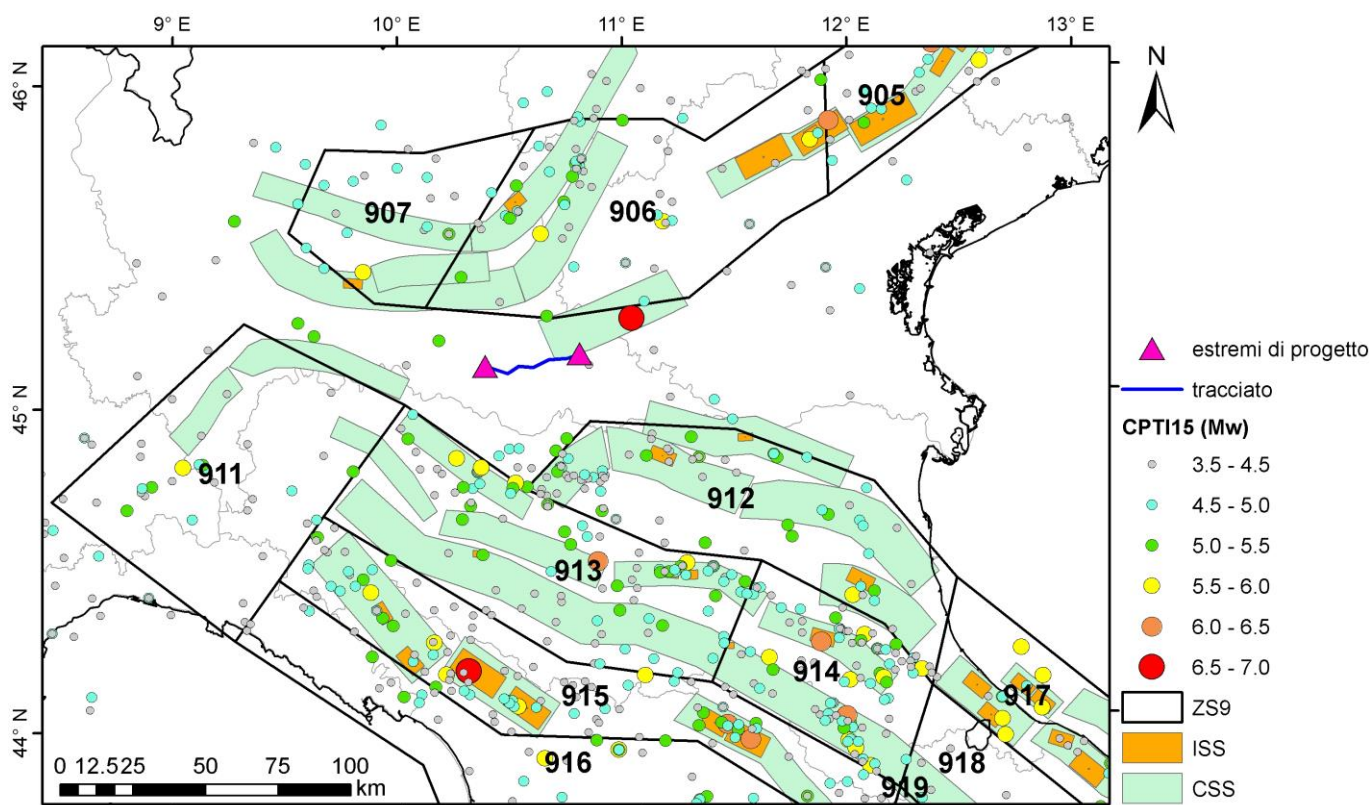 9° E 10° E 11° E 12° E 13° E
N
46° N
45° N
44° N
905
907
906
911
912
913
914
915
916
917
918
919
0 12.525 50 75 100
km
estremi di progetto
tracciato
CPTI15 (Mw)
3.5 - 4.5
4.5 - 5.0
5.0 - 5.5
5.5 - 6.0
6.0 - 6.5
6.5 - 7.0
ZS9
ISS
CSS